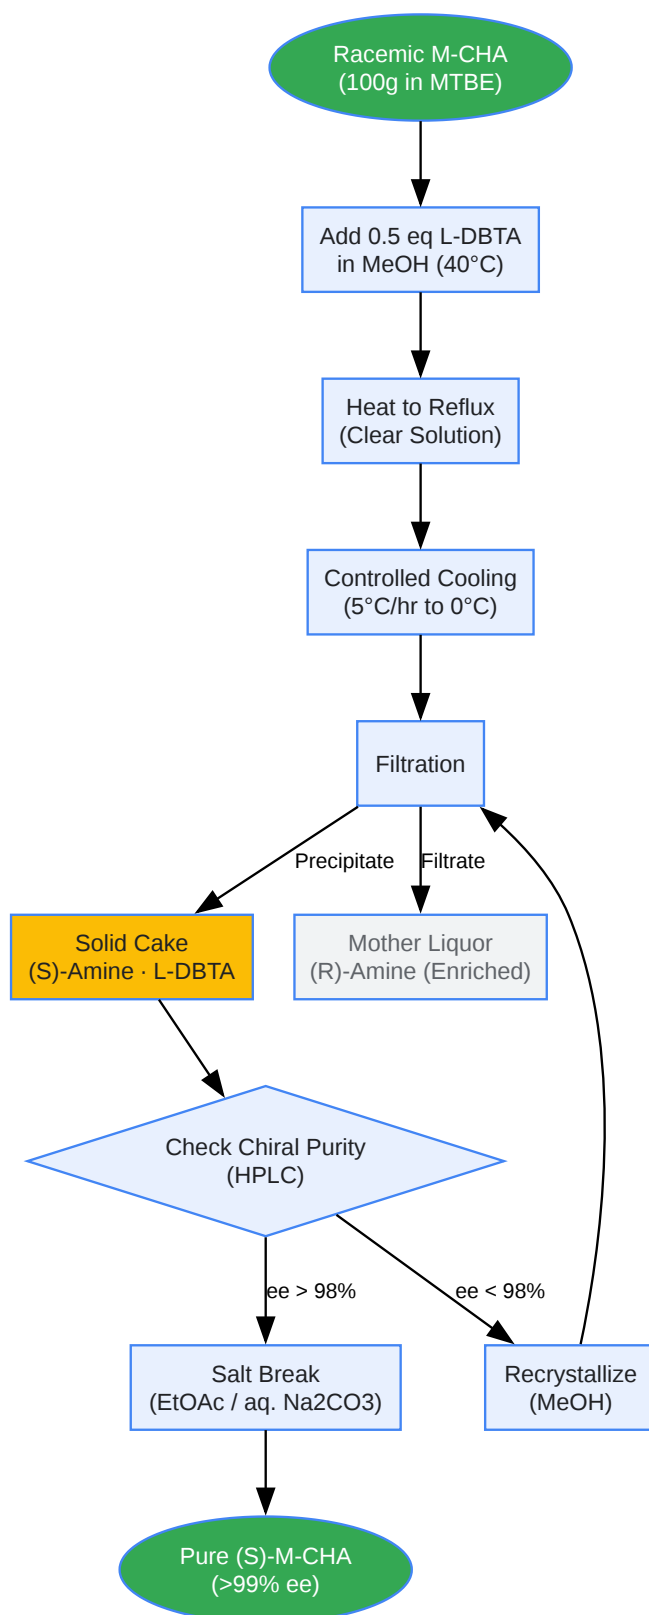 Racemic M-CHA
(100g in MTBE)
Add 0.5 eq L-DBTA
in MeOH (40°C)
Heat to Reflux
(Clear Solution)
Controlled Cooling
(5°C/hr to 0°C)
Filtration
Precipitate
Filtrate
Solid Cake
(S)-Amine · L-DBTA
Mother Liquor
(R)-Amine (Enriched)
Check Chiral Purity
(HPLC)
ee > 98%
ee < 98%
Salt Break
(EtOAc / aq. Na2CO3)
Recrystallize
(MeOH)
Pure (S)-M-CHA
(>99% ee)